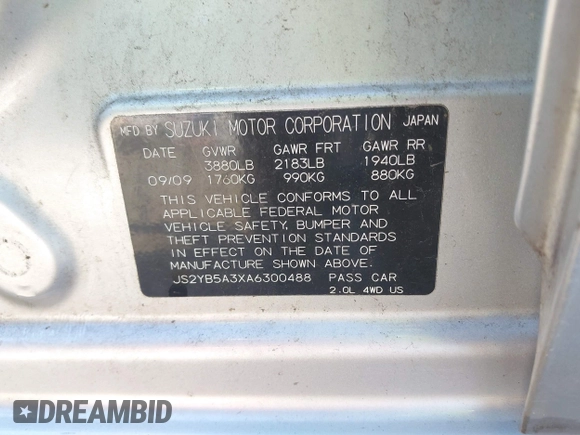 MFD BY SUZUKI MOTOR CORPORATION JAPAN
DATE GVWR GAWR FRT GAWR RR
3880LB 2183LB 1940LB
09/09 1760KG 990KG 880KG
THIS VEHICLE CONFORMS TO ALL
APPLICABLE FEDERAL MOTOR
VEHICLE SAFETY, BUMPER AND
THEFT PREVENTION STANDARDS
IN EFFECT ON THE DATE OF
MANUFACTURE SHOWN ABOVE.
JS2YB5A3XA6300488 PASS CAR
2.0L 4WD US
DREAMBID